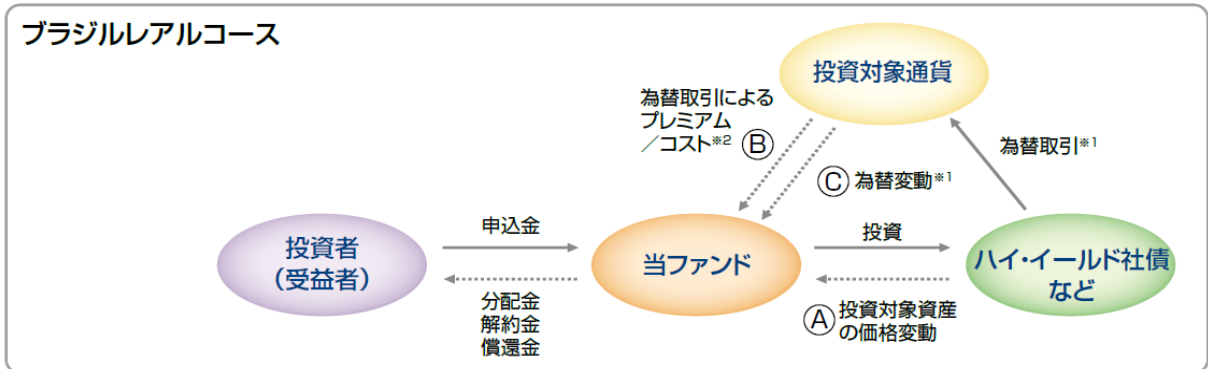 ブラジルレアルコース
投資対象通貨
為替取引による
プレミアム
／コスト※2 Ⓑ
為替取引※1
Ⓒ 為替変動※1
投資者
（受益者）
申込金
分配金
解約金
償還金
当ファンド
投資
Ⓐ 投資対象資産
の価格変動
ハイ・イールド社債
など